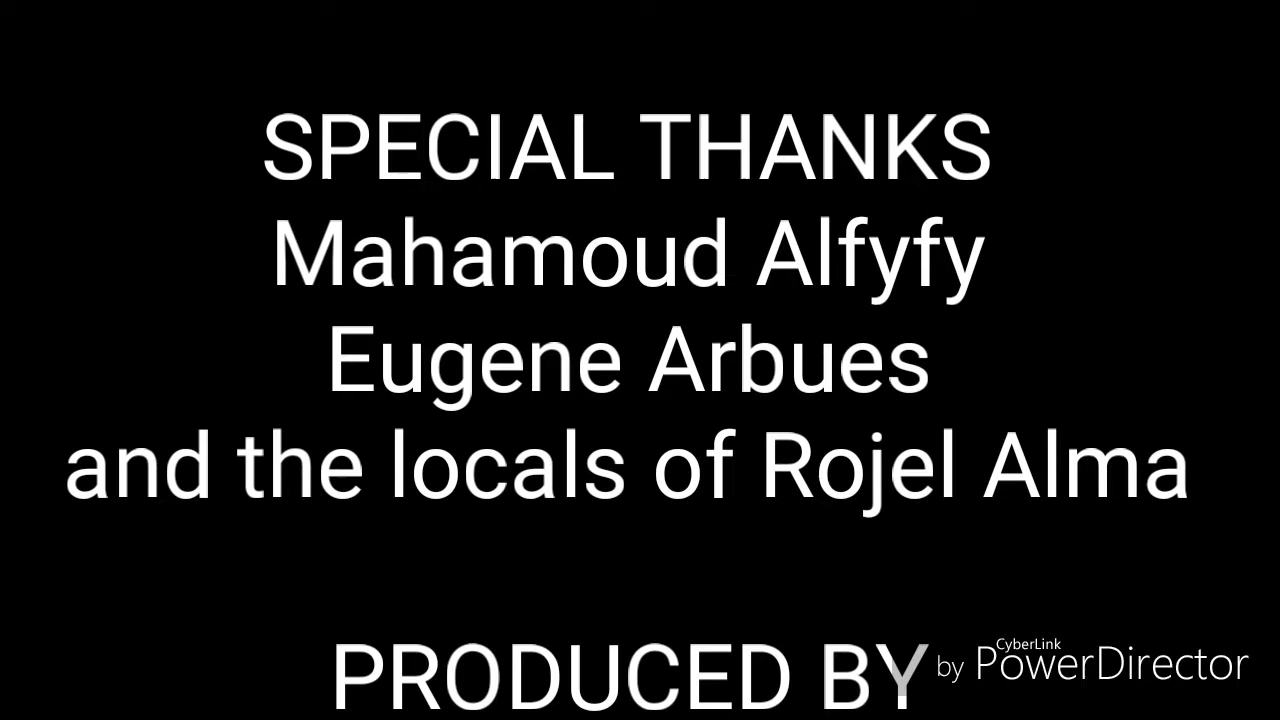 SPECIAL THANKS
Mahamoud Alfyfy
Eugene Arbues
and the locals of Rojel Alma
PRODUCED BY
by CyberLink PowerDirector